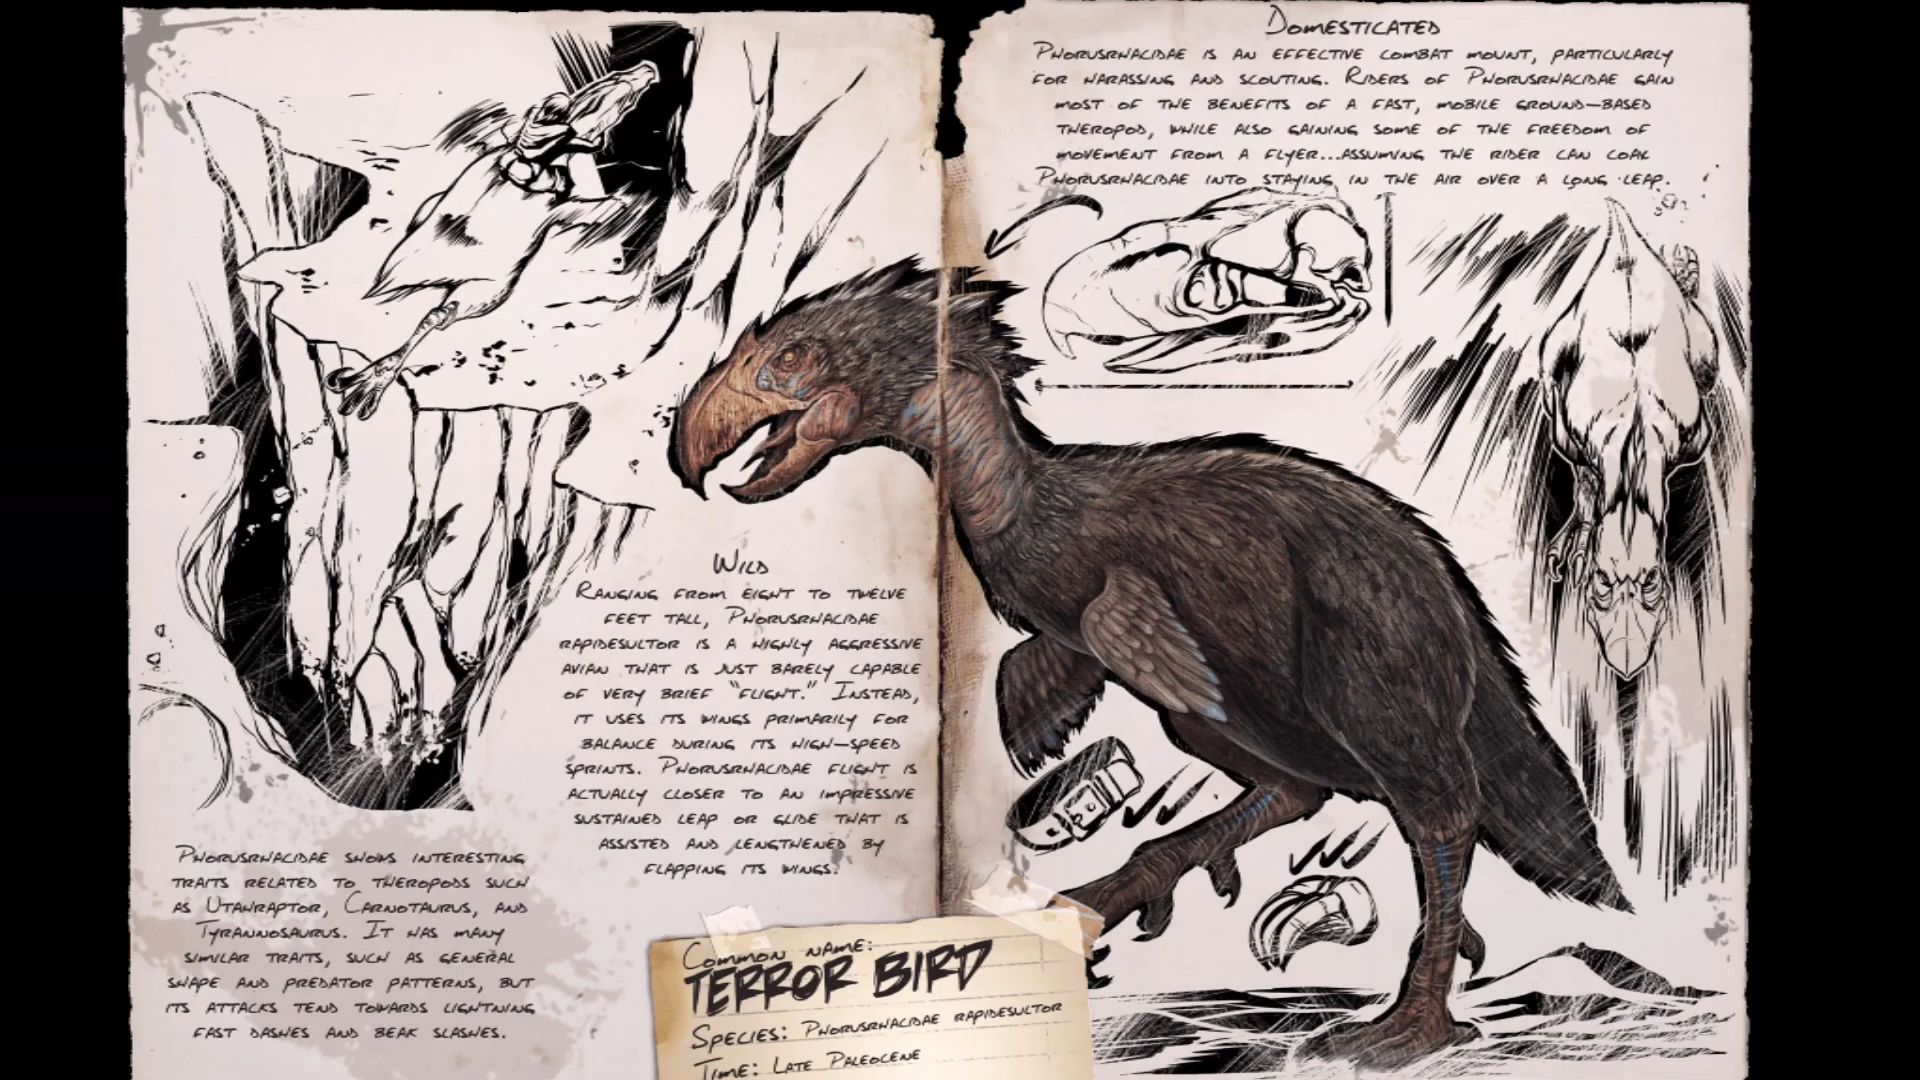 Domesticated
Phorusrhacidae is an effective combat mount, particularly
for harassing and scouting. Riders of Phorusrhacidae gain
most of the benefits of a fast, mobile ground-based
theropod, while also gaining some of the freedom of
movement from a flyer...assuming the rider can coax
Phorusrhacidae into staying in the air over a long leap.
Wild
Ranging from eight to twelve
feet tall, Phorusrhacidae
rapidesultor is a highly aggressive
avian that is just barely capable
of very brief "flight." Instead,
it uses its wings primarily for
balance during its high-speed
sprints. Phorusrhacidae flight is
actually closer to an impressive
sustained leap or glide that is
assisted and lengthened by
flapping its wings.
Phorusrhacidae shows interesting
traits related to theropods such
as Utahraptor, Carnotaurus, and
Tyrannosaurus. It has many
similar traits, such as general
shape and predator patterns, but
its attacks tend towards lightning
fast dashes and beak slashes.
Common name:
TERROR BIRD
Species: Phorusrhacidae rapidesultor
Time: Late Paleocene